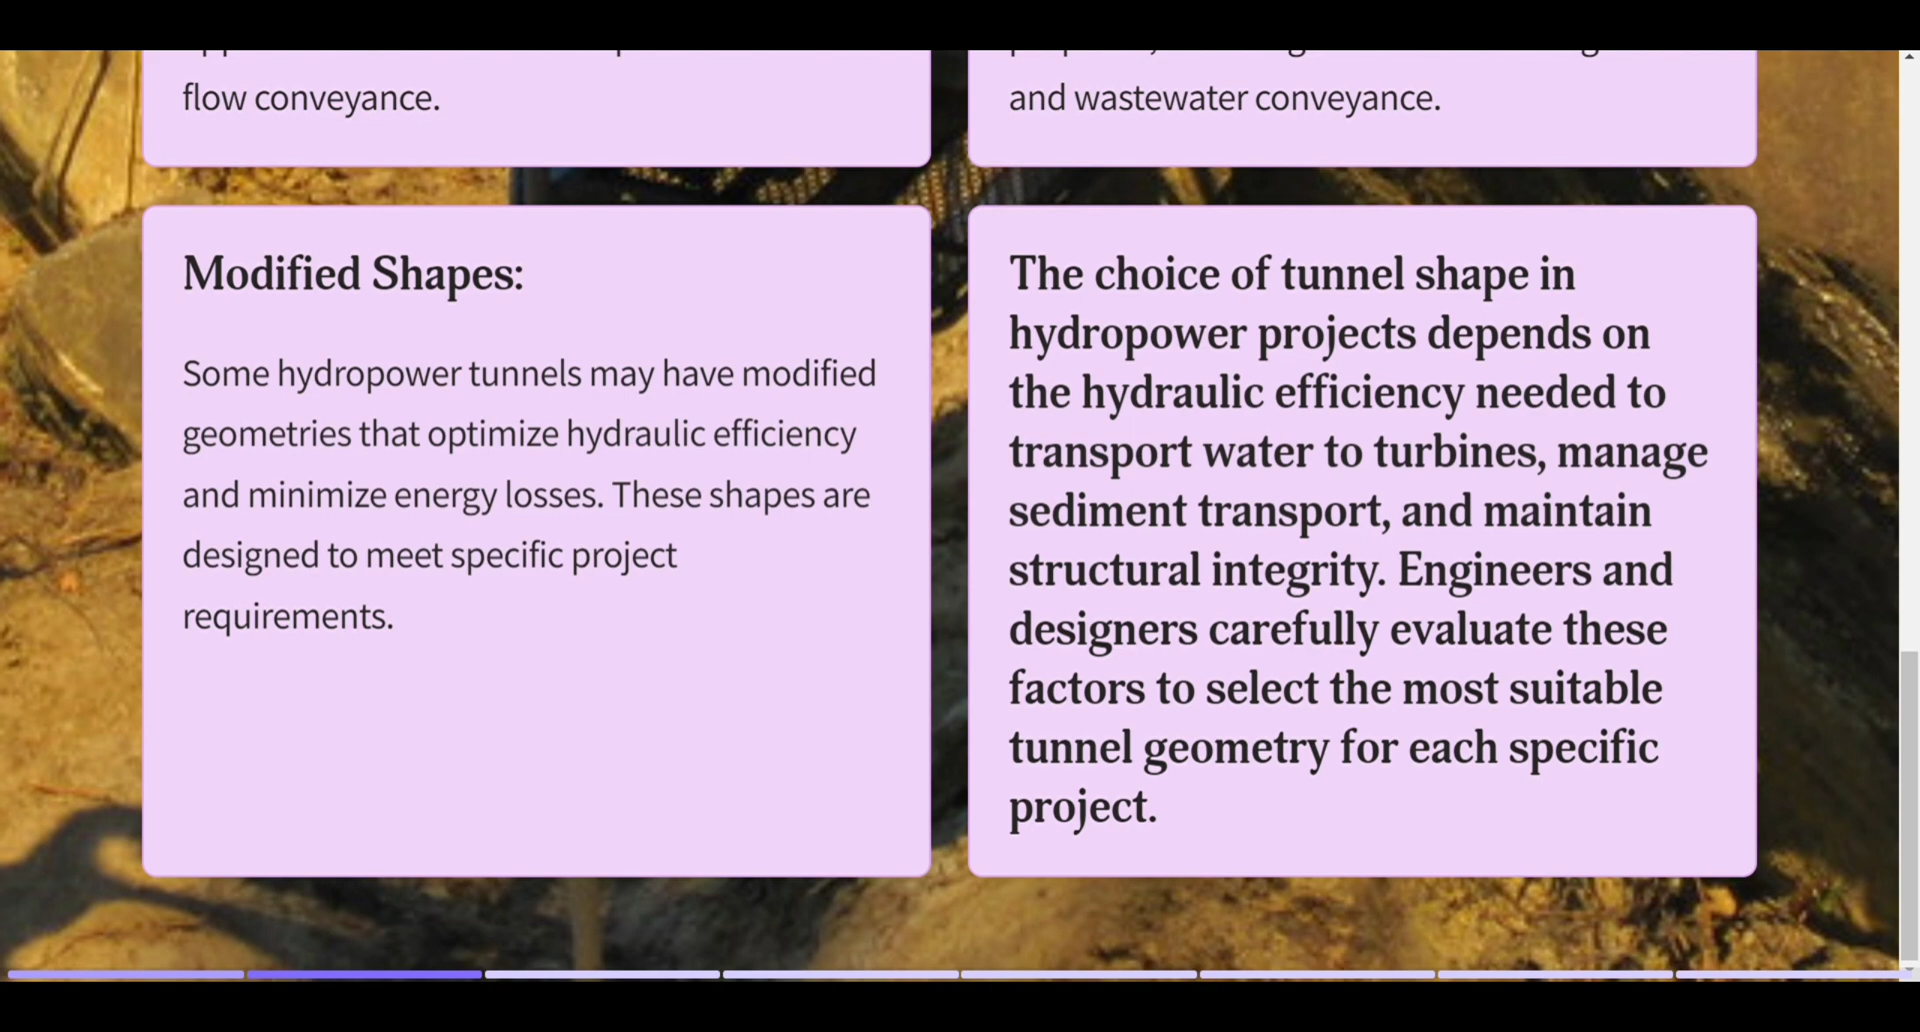 flow conveyance.
and wastewater conveyance.
Modified Shapes:
Some hydropower tunnels may have modified
geometries that optimize hydraulic efficiency
and minimize energy losses. These shapes are
designed to meet specific project
requirements.
The choice of tunnel shape in
hydropower projects depends on
the hydraulic efficiency needed to
transport water to turbines, manage
sediment transport, and maintain
structural integrity. Engineers and
designers carefully evaluate these
factors to select the most suitable
tunnel geometry for each specific
project.